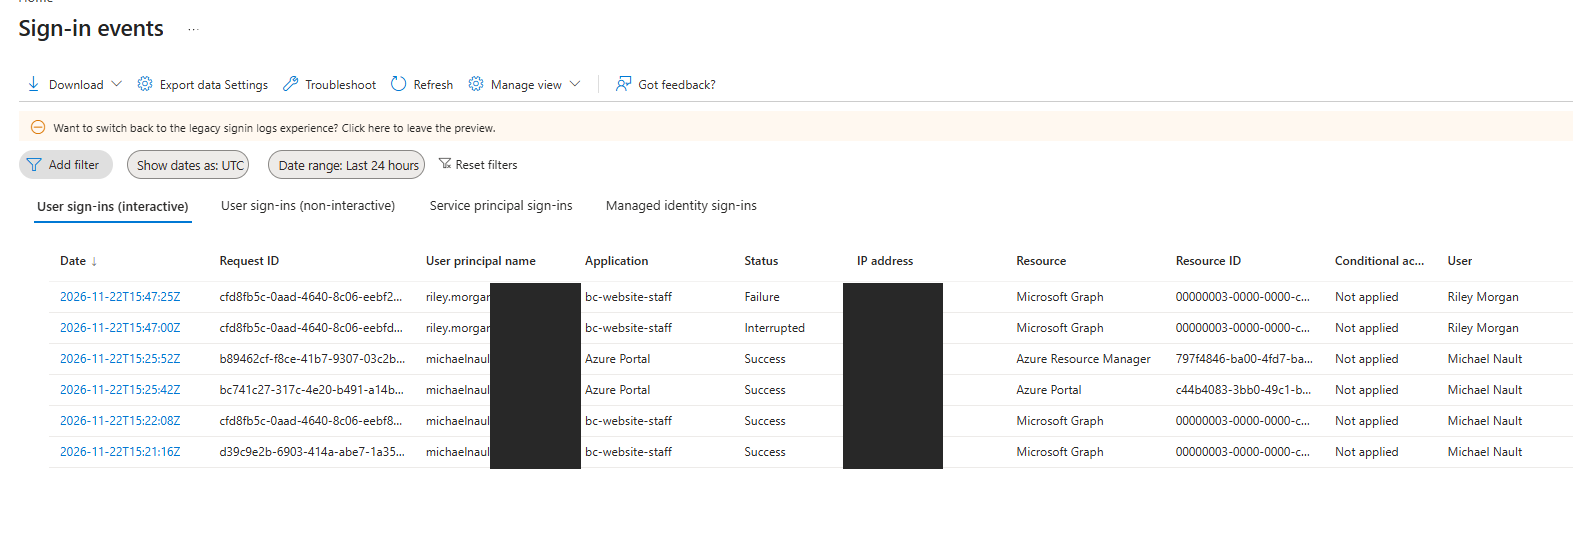 Sign-in events ...
Download Export data Settings Troubleshoot Refresh Manage view Got feedback?
Want to switch back to the legacy signin logs experience? Click here to leave the preview.
Add filter Show dates as: UTC Date range: Last 24 hours Reset filters
User sign-ins (interactive) User sign-ins (non-interactive) Service principal sign-ins Managed identity sign-ins
Date ↓ Request ID User principal name Application Status IP address Resource Resource ID Conditional ac... User
2026-11-22T15:47:25Z cfd8fb5c-0aad-4640-8c06-eebf2... riley.morgan bc-website-staff Failure Microsoft Graph 00000003-0000-0000-c... Not applied Riley Morgan
2026-11-22T15:47:00Z cfd8fb5c-0aad-4640-8c06-eebfd... riley.morgan bc-website-staff Interrupted Microsoft Graph 00000003-0000-0000-c... Not applied Riley Morgan
2026-11-22T15:25:52Z b89462cf-f8ce-41b7-9307-03c2b... michaelnaul Azure Portal Success Azure Resource Manager 797f4846-ba00-4fd7-ba... Not applied Michael Nault
2026-11-22T15:25:42Z bc741c27-317c-4e20-b491-a14b... michaelnaul Azure Portal Success Azure Portal c44b4083-3bb0-49c1-b... Not applied Michael Nault
2026-11-22T15:22:08Z cfd8fb5c-0aad-4640-8c06-eebf8... michaelnaul bc-website-staff Success Microsoft Graph 00000003-0000-0000-c... Not applied Michael Nault
2026-11-22T15:21:16Z d39c9e2b-6903-414a-abe7-1a35... michaelnaul bc-website-staff Success Microsoft Graph 00000003-0000-0000-c... Not applied Michael Nault